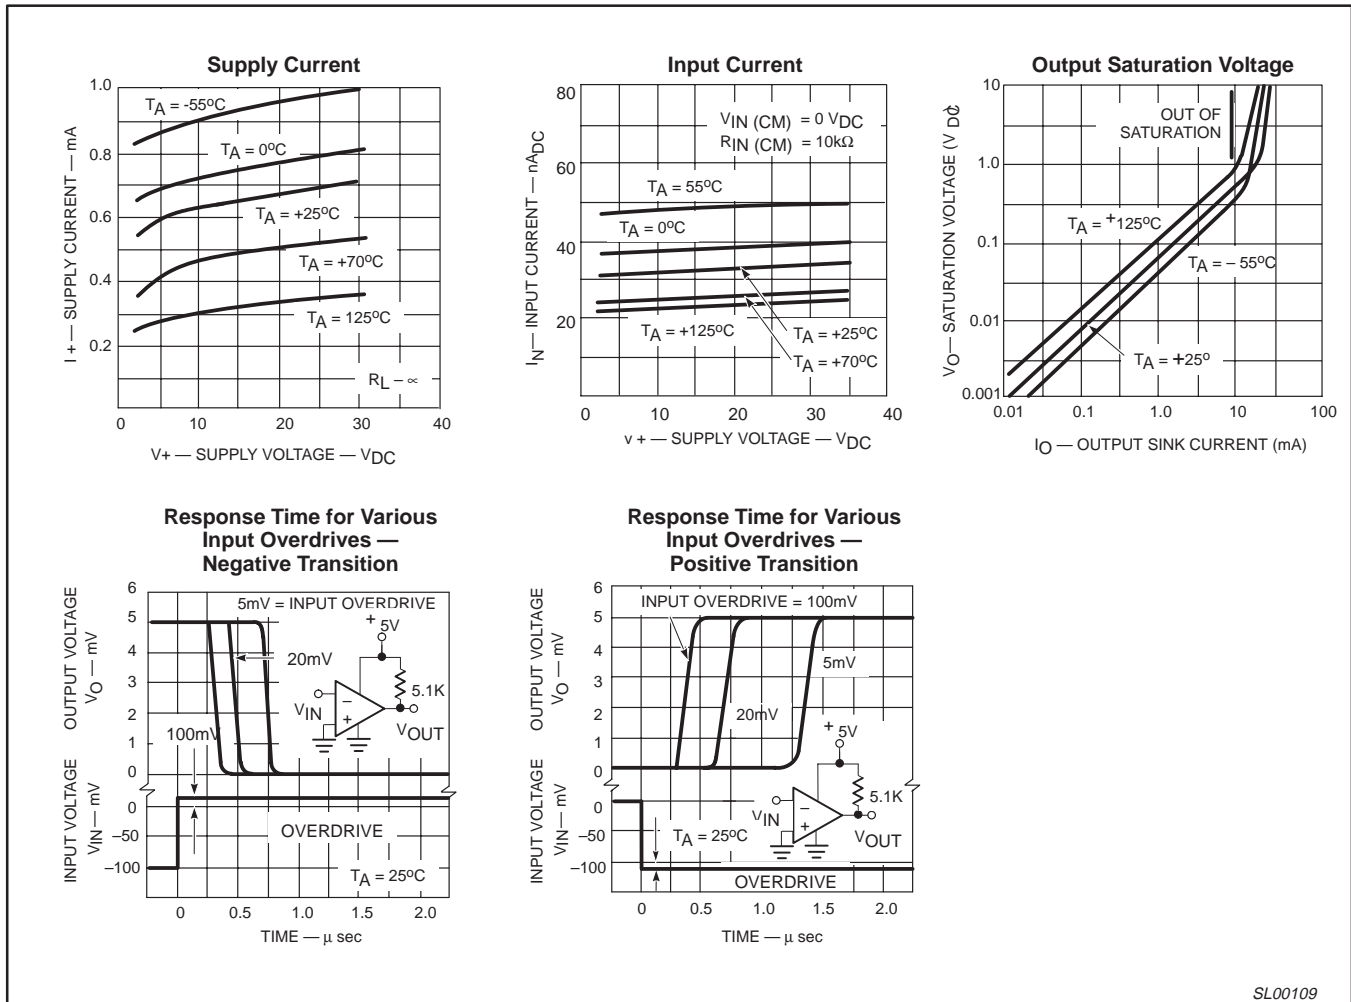 Supply Current
I + — SUPPLY CURRENT — mA
1.0
0.8
0.6
0.4
0.2
TA = -55oC
TA = 0oC
TA = +25oC
TA = +70oC
TA = 125oC
RL – ∝
0 10 20 30 40
V+ — SUPPLY VOLTAGE — VDC
Input Current
IN — INPUT CURRENT — nADC
80
60
40
20
VIN (CM) = 0 VDC
RIN (CM) = 10kΩ
TA = 55oC
TA = 0oC
TA = +125oC
TA = +25oC
TA = +70oC
0 10 20 30 40
v + — SUPPLY VOLTAGE — VDC
Output Saturation Voltage
VO — SATURATION VOLTAGE (V DC)
10
1.0
0.1
0.01
0.001
OUT OF
SATURATION
TA = +125oC
TA = – 55oC
TA = +25o
0.01 0.1 1.0 10 100
IO — OUTPUT SINK CURRENT (mA)
Response Time for Various
Input Overdrives —
Negative Transition
OUTPUT VOLTAGE
VO — mV
6
5
4
3
2
1
0
5mV = INPUT OVERDRIVE
20mV
100mV
+ 5V
5.1K
VIN
–
+
VOUT
INPUT VOLTAGE
VIN — mV
0
–50
–100
OVERDRIVE
TA = 25oC
0 0.5 1.0 1.5 2.0
TIME — µ sec
Response Time for Various
Input Overdrives —
Positive Transition
OUTPUT VOLTAGE
VO — mV
6
5
4
3
2
1
0
INPUT OVERDRIVE = 100mV
5mV
20mV
+ 5V
5.1K
VIN
–
+
VOUT
INPUT VOLTAGE
VIN — mV
0
–50
–100
TA = 25oC
OVERDRIVE
0 0.5 1.0 1.5 2.0
TIME — µ sec
SL00109